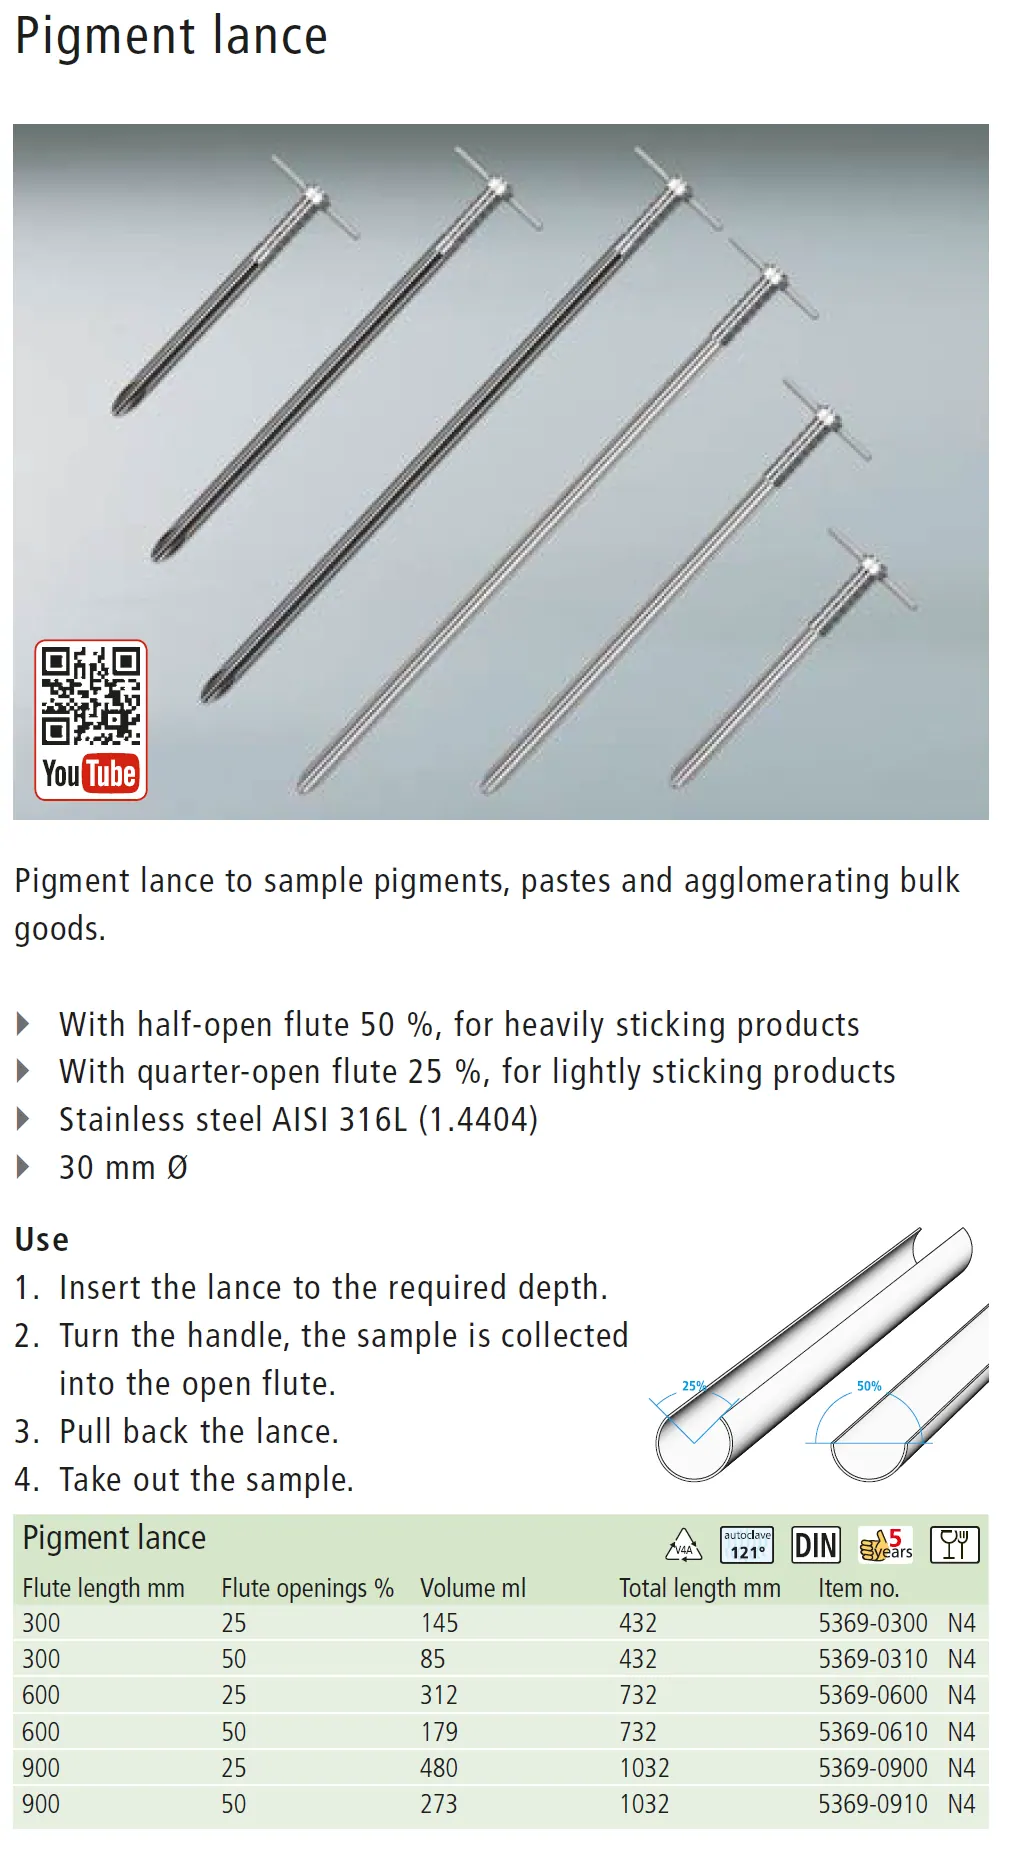 Pigment lance
YouTube
Pigment lance to sample pigments, pastes and agglomerating bulk
goods.
With half-open flute 50 %, for heavily sticking products
With quarter-open flute 25 %, for lightly sticking products
Stainless steel AISI 316L (1.4404)
30 mm Ø
Use
1. Insert the lance to the required depth.
2. Turn the handle, the sample is collected
into the open flute.
3. Pull back the lance.
4. Take out the sample.
25% 50%
Pigment lance V4A autoclave 121° DIN 5 years
Flute length mm Flute openings % Volume ml Total length mm Item no.
300 25 145 432 5369-0300 N4
300 50 85 432 5369-0310 N4
600 25 312 732 5369-0600 N4
600 50 179 732 5369-0610 N4
900 25 480 1032 5369-0900 N4
900 50 273 1032 5369-0910 N4